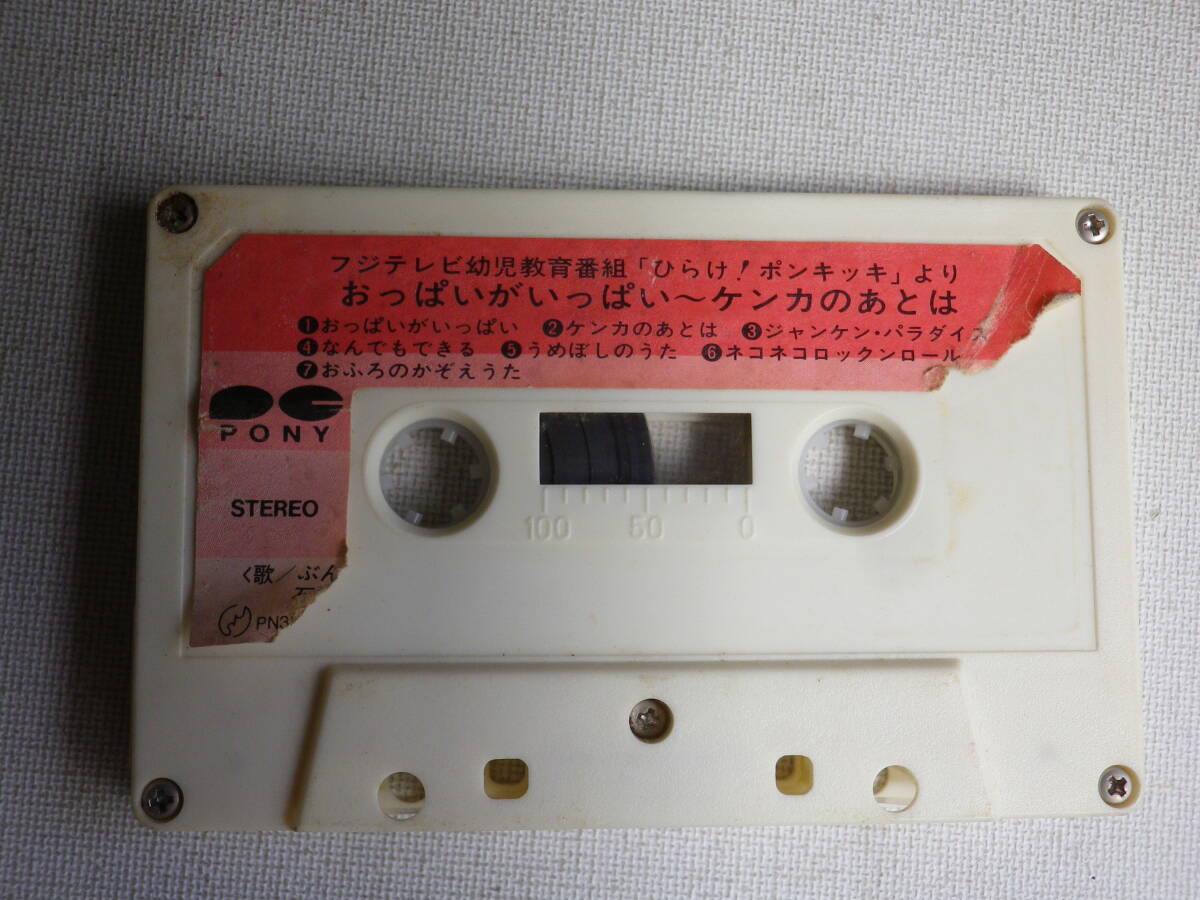 フジテレビ幼児教育番組「ひらけ!ポンキッキ」より
おっぱいがいっぱい〜ケンカのあとは
❶おっぱいがいっぱい ❷ケンカのあとは ❸ジャンケン・パラダイス
❹なんでもできる ❺うめぼしのうた ❻ネコネコロックンロール
❼おふろのかぞえうた
PONY
STEREO
100 50 0
〈歌／ぶん
PN3